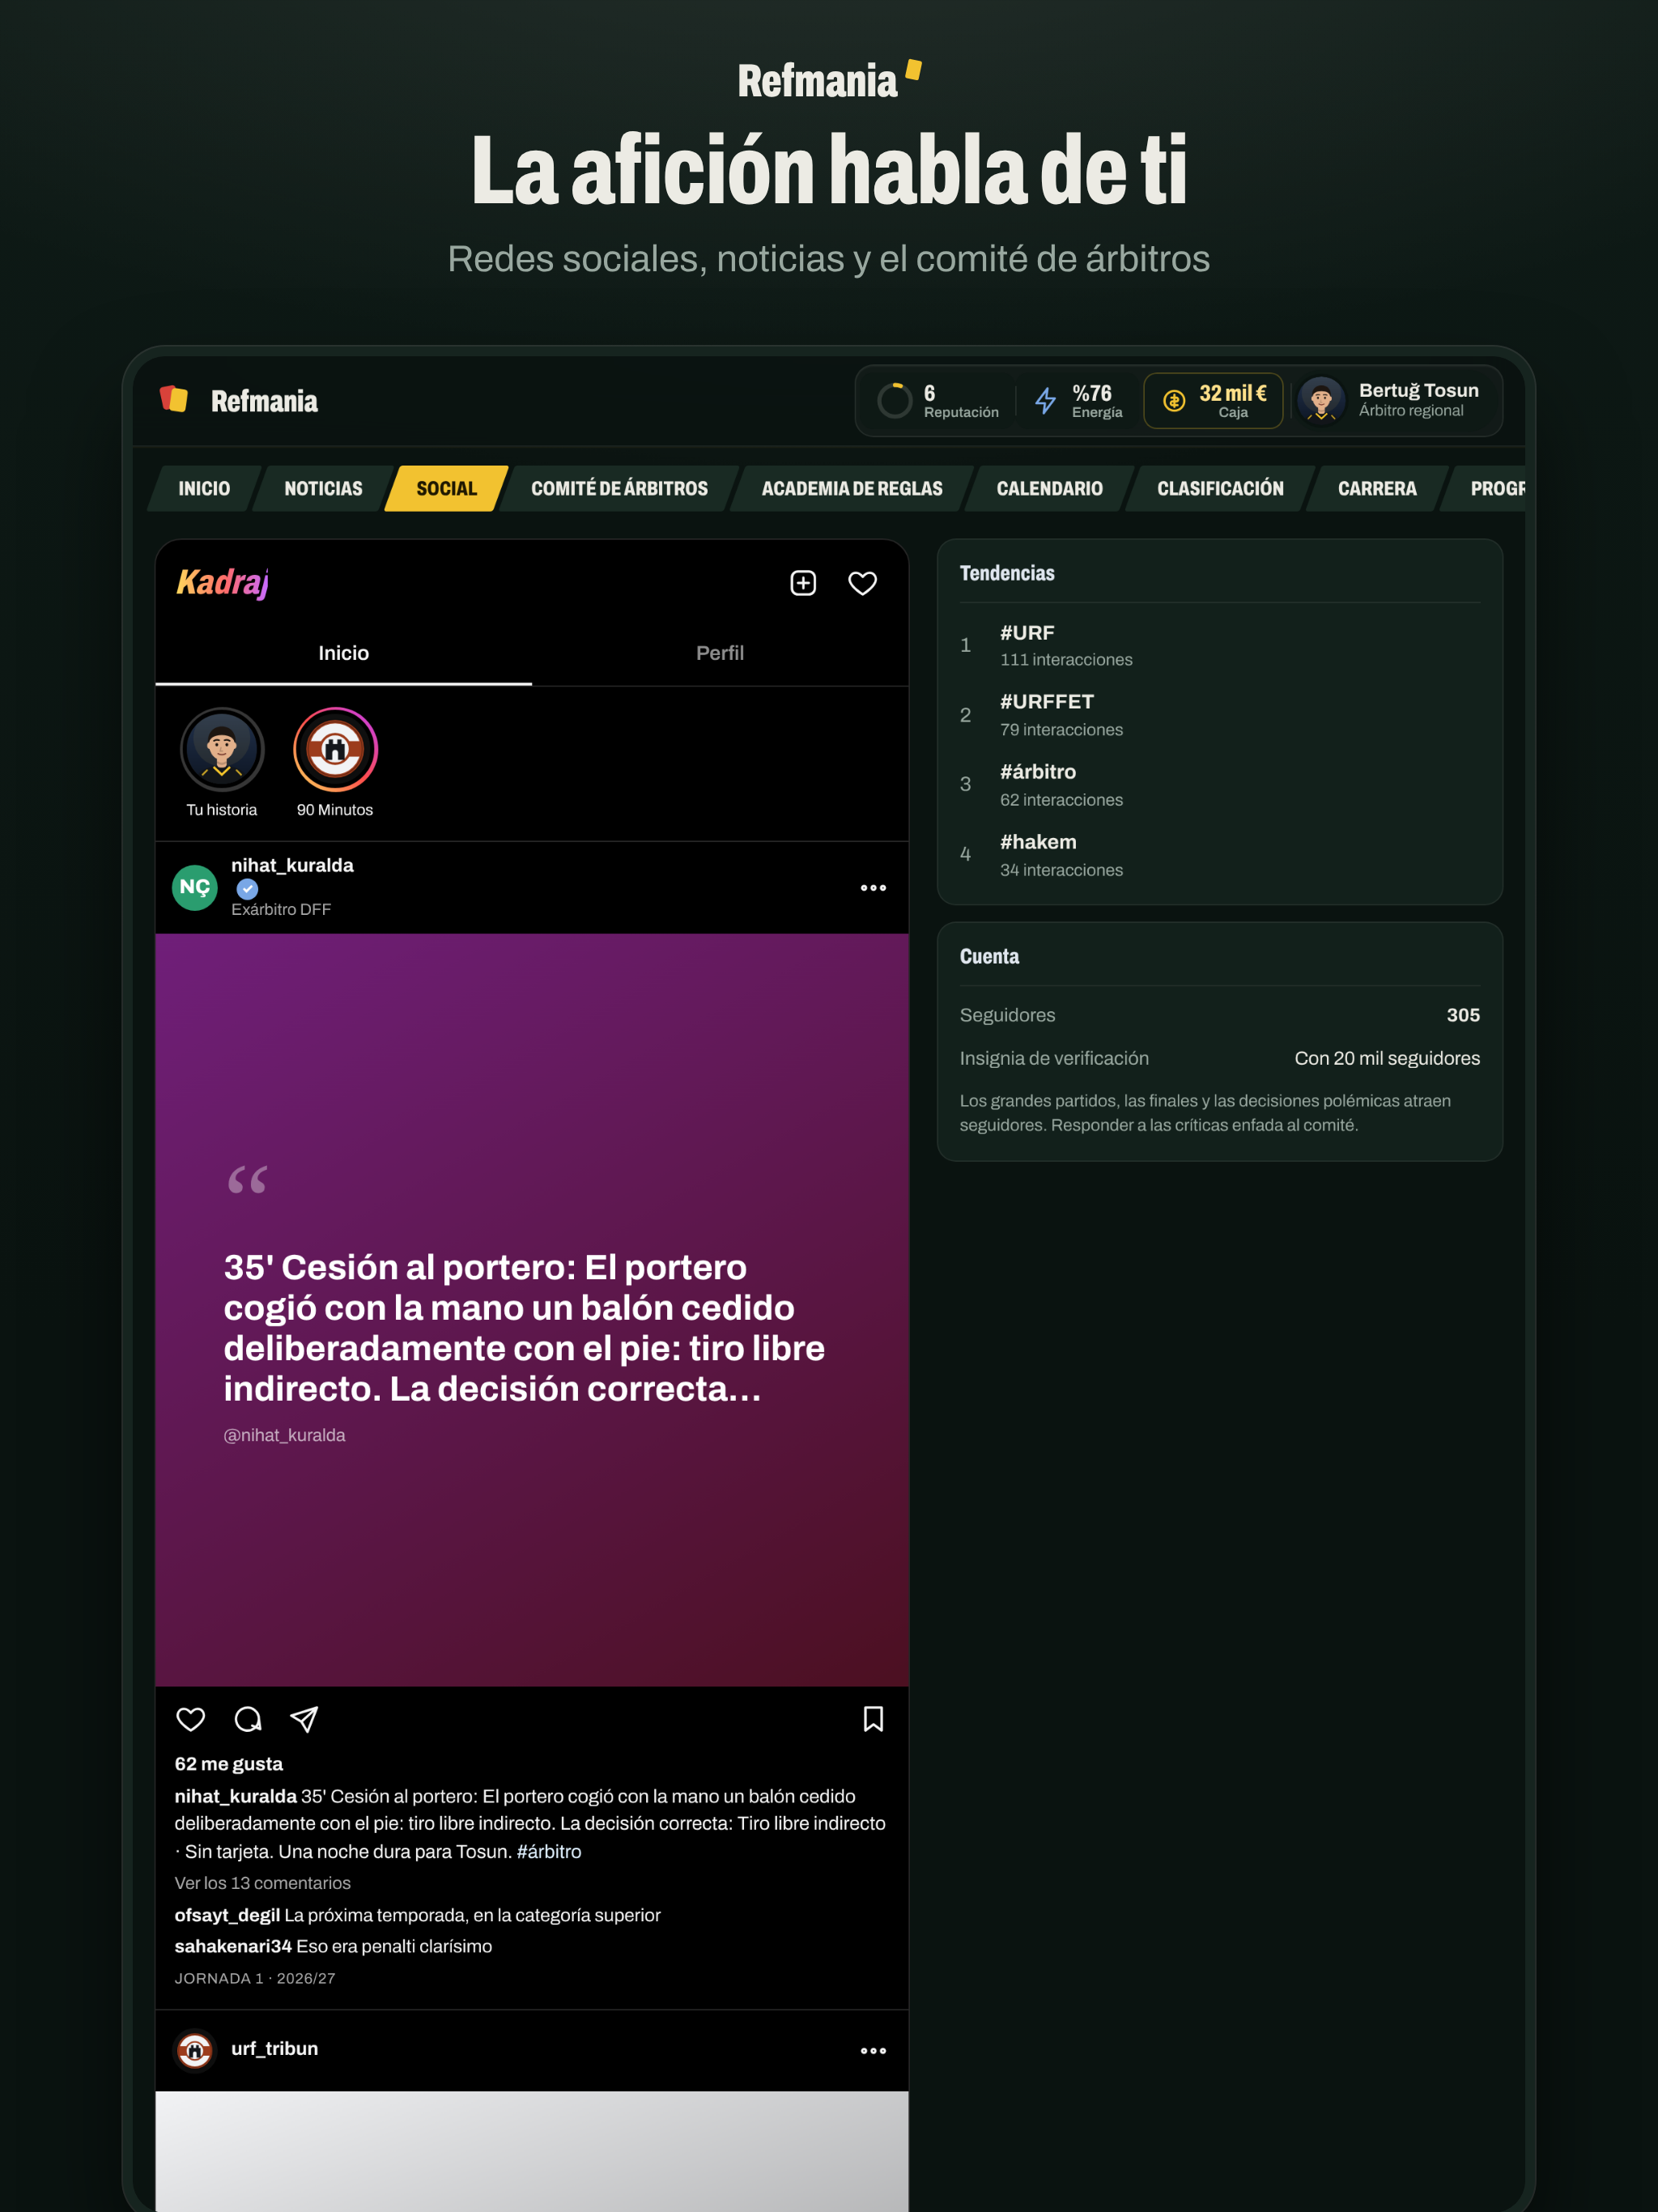 Refmania
La afición habla de ti
Redes sociales, noticias y el comité de árbitros
Refmania
6
Reputación
%76
Energía
32 mil €
Caja
Bertuğ Tosun
Árbitro regional
INICIO
NOTICIAS
SOCIAL
COMITÉ DE ÁRBITROS
ACADEMIA DE REGLAS
CALENDARIO
CLASIFICACIÓN
CARRERA
PROGR
Kadraj
Inicio
Perfil
Tu historia
90 Minutos
NÇ
nihat_kuralda
Exárbitro DFF
“
35' Cesión al portero: El portero
cogió con la mano un balón cedido
deliberadamente con el pie: tiro libre
indirecto. La decisión correcta...
@nihat_kuralda
62 me gusta
nihat_kuralda 35' Cesión al portero: El portero cogió con la mano un balón cedido
deliberadamente con el pie: tiro libre indirecto. La decisión correcta: Tiro libre indirecto
· Sin tarjeta. Una noche dura para Tosun. #árbitro
Ver los 13 comentarios
ofsayt_degil La próxima temporada, en la categoría superior
sahakenari34 Eso era penalti clarísimo
JORNADA 1 · 2026/27
urf_tribun
Tendencias
1
#URF
111 interacciones
2
#URFFET
79 interacciones
3
#árbitro
62 interacciones
4
#hakem
34 interacciones
Cuenta
Seguidores
305
Insignia de verificación
Con 20 mil seguidores
Los grandes partidos, las finales y las decisiones polémicas atraen
seguidores. Responder a las críticas enfada al comité.